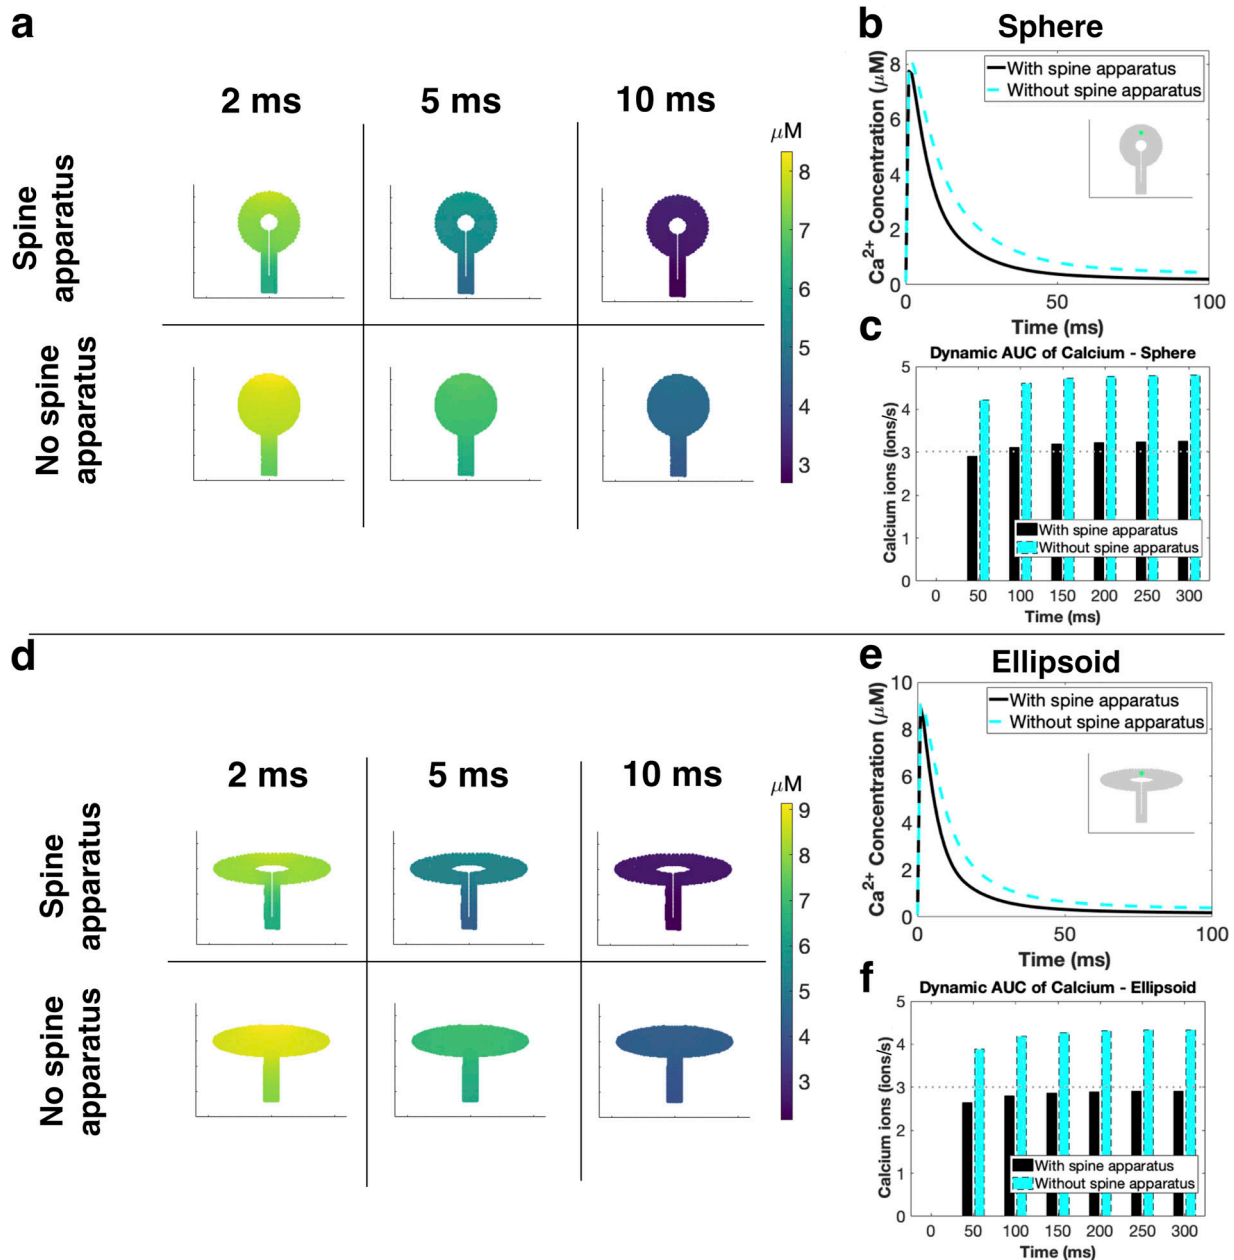 a
2 ms
5 ms
10 ms
Spine
apparatus
No spine
apparatus
μM
8
7
6
5
4
3
b
Sphere
Ca2+ Concentration (μM)
8
6
4
2
0
With spine apparatus
Without spine apparatus
0
50
100
Time (ms)
c
Dynamic AUC of Calcium - Sphere
Calcium ions (ions/s)
5
4
3
2
1
0
With spine apparatus
Without spine apparatus
0 50 100 150 200 250 300
Time (ms)
d
2 ms
5 ms
10 ms
Spine
apparatus
No spine
apparatus
μM
9
8
7
6
5
4
3
e
Ellipsoid
Ca2+ Concentration (μM)
10
8
6
4
2
0
With spine apparatus
Without spine apparatus
0
50
100
Time (ms)
f
Dynamic AUC of Calcium - Ellipsoid
Calcium ions (ions/s)
5
4
3
2
1
0
With spine apparatus
Without spine apparatus
0 50 100 150 200 250 300
Time (ms)